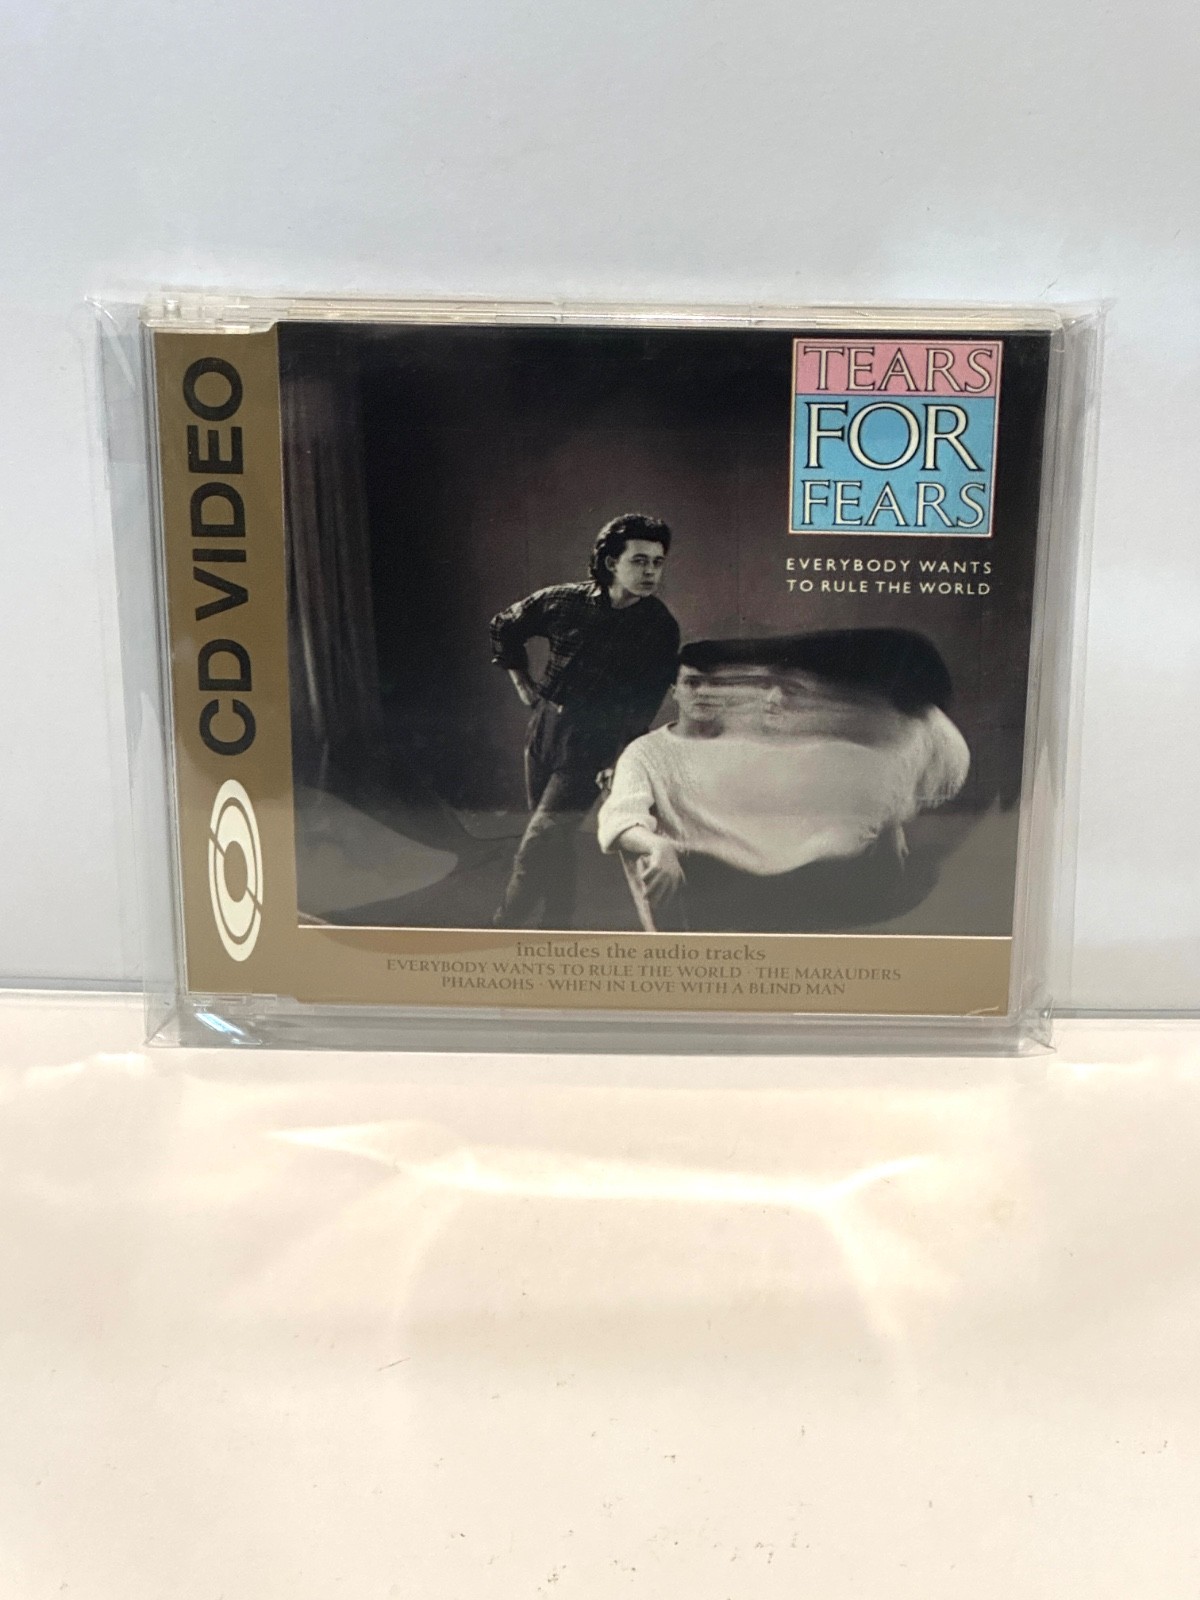 CD VIDEO
TEARS
FOR
FEARS
EVERYBODY WANTS
TO RULE THE WORLD
includes the audio tracks
EVERYBODY WANTS TO RULE THE WORLD · THE MARAUDERS
PHARAOHS · WHEN IN LOVE WITH A BLIND MAN